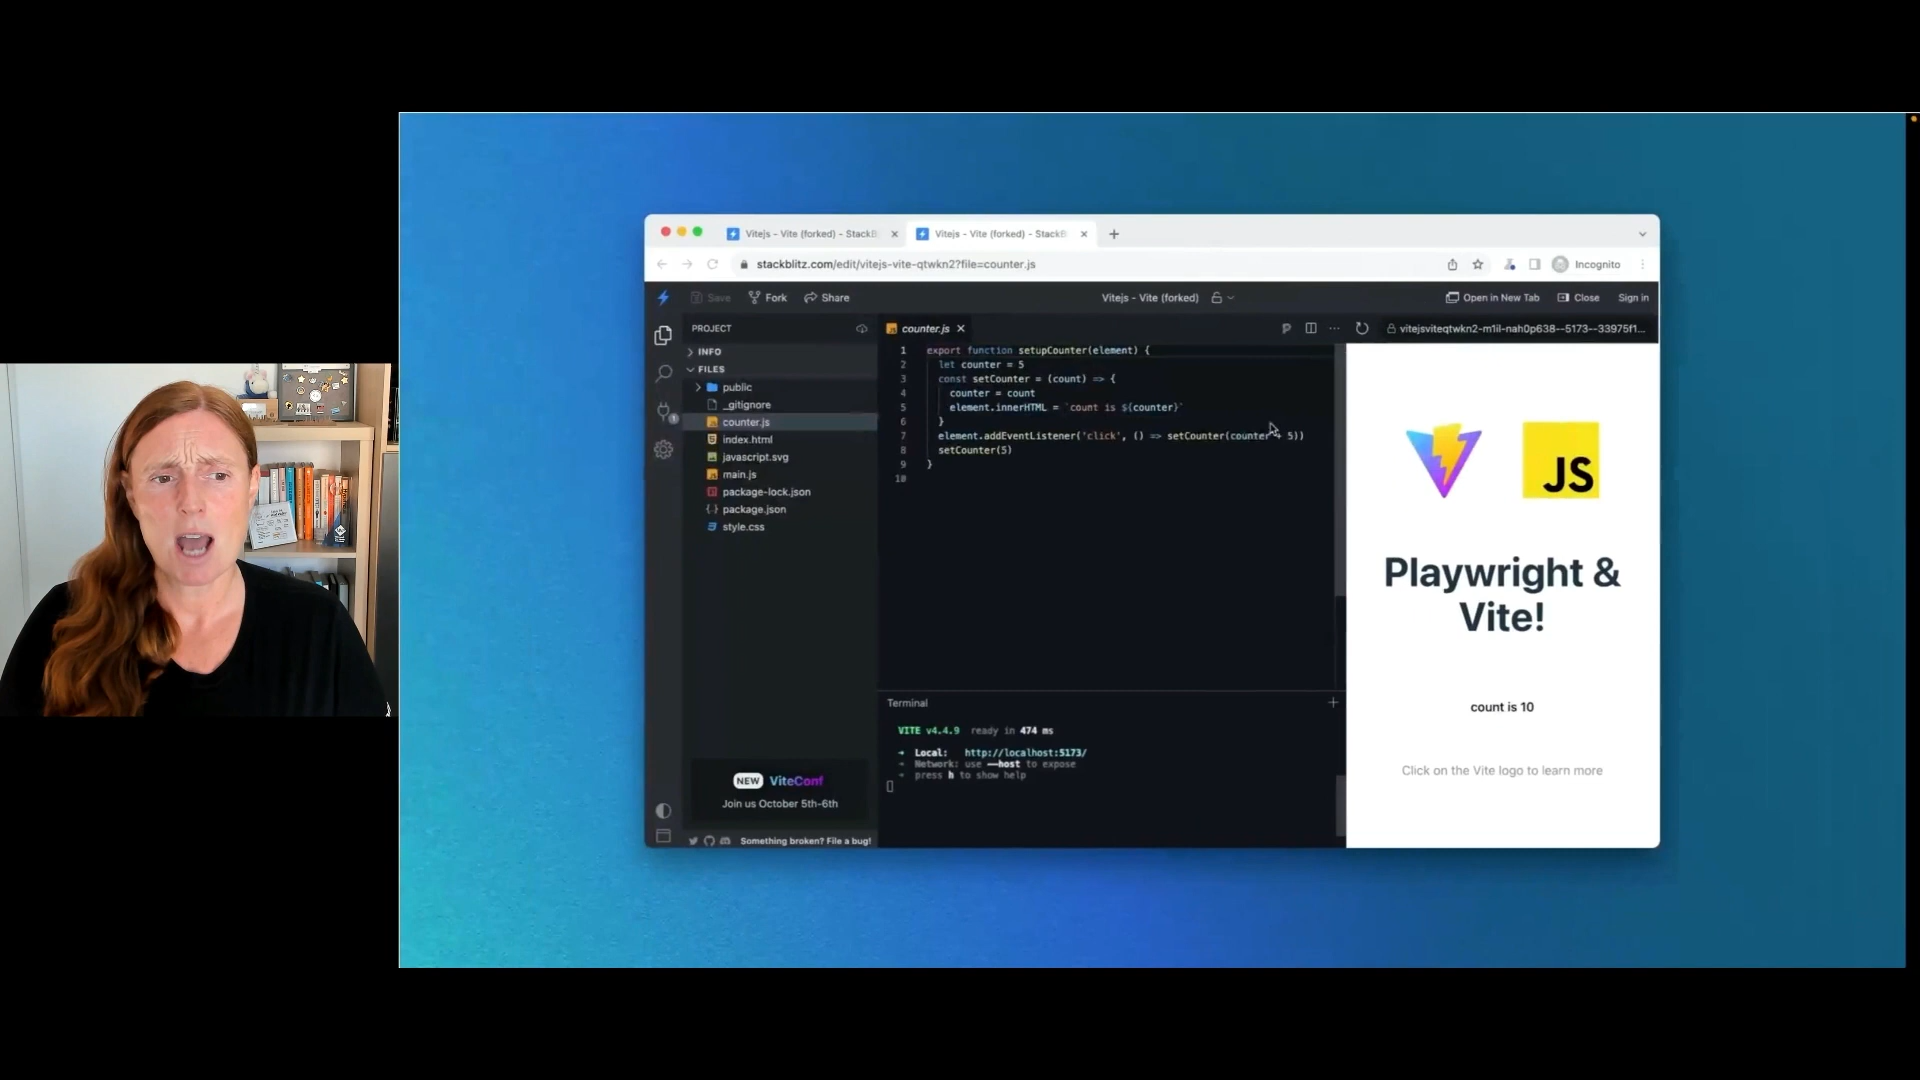 Vitejs - Vite (forked) - StackB
Vitejs - Vite (forked) - StackB
stackblitz.com/edit/vitejs-vite-qtwkn2?file=counter.js
Incognito
Save
Fork
Share
Vitejs - Vite (forked)
Open in New Tab
Close
Sign in
PROJECT
INFO
FILES
public
_gitignore
counter.js
index.html
javascript.svg
main.js
package-lock.json
package.json
style.css
NEW ViteConf
Join us October 5th-6th
Something broken? File a bug!
counter.js
1 export function setupCounter(element) {
2 let counter = 5
3 const setCounter = (count) => {
4 counter = count
5 element.innerHTML = `count is ${counter}`
6 }
7 element.addEventListener('click', () => setCounter(counter + 5))
8 setCounter(5)
9 }
10
Terminal
VITE v4.4.9 ready in 474 ms
➜ Local: http://localhost:5173/
➜ Network: use --host to expose
➜ press h to show help
vitejsviteqtwkn2-m1il-nah0p638--5173--33975f1...
JS
Playwright &
Vite!
count is 10
Click on the Vite logo to learn more